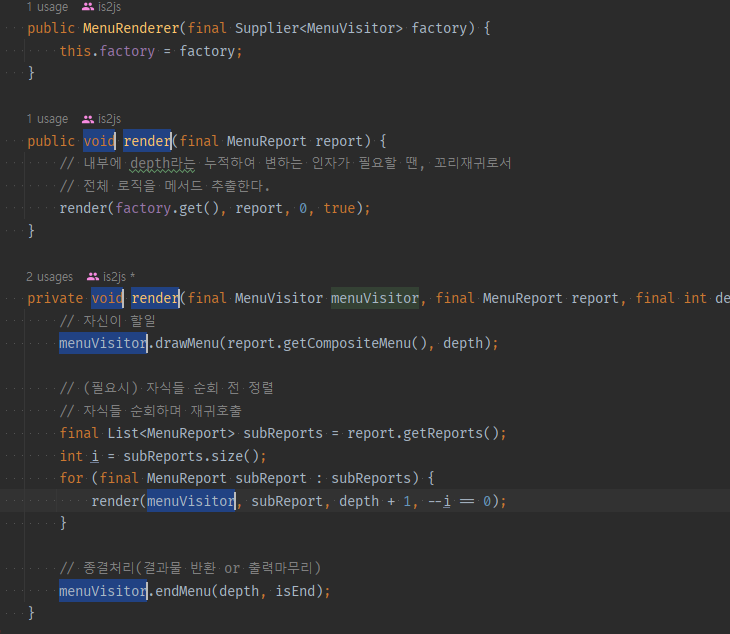 1 usage is2js
public MenuRenderer(final Supplier<MenuVisitor> factory) {
this.factory = factory;
}
1 usage is2js
public void render(final MenuReport report) {
// 내부에 depth라는 누적하여 변하는 인자가 필요할 땐, 꼬리재귀로서
// 전체 로직을 메서드 추출한다.
render(factory.get(), report, 0, true);
}
2 usages is2js *
private void render(final MenuVisitor menuVisitor, final MenuReport report, final int de
// 자신이 할일
menuVisitor.drawMenu(report.getCompositeMenu(), depth);
// (필요시) 자식들 순회 전 정렬
// 자식들 순회하며 재귀호출
final List<MenuReport> subReports = report.getReports();
int i = subReports.size();
for (final MenuReport subReport : subReports) {
render(menuVisitor, subReport, depth + 1, --i == 0);
}
// 종결처리(결과물 반환 or 출력마무리)
menuVisitor.endMenu(depth, isEnd);
}